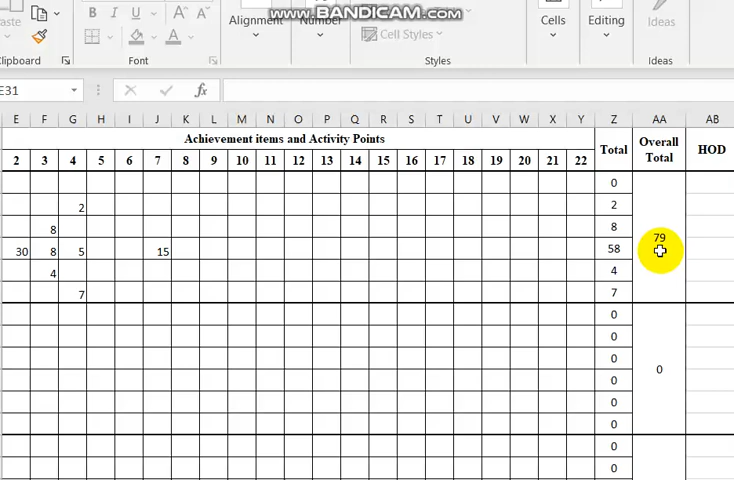 www.BANDICAM.com
Paste
B I U A^ Aˇ
A
Alignment
Number
Cell Styles
Cells
Editing
Ideas
Clipboard
Font
Styles
Ideas
E31
fx
E F G H I J K L M N O P Q R S T U V W X Y Z AA AB
Achievement items and Activity Points
Total
Overall Total
HOD
2 3 4 5 6 7 8 9 10 11 12 13 14 15 16 17 18 19 20 21 22
0
2 2
8 8
79
30 8 5 15 58
4 4
7 7
0
0
0
0
0
0
0
0
0